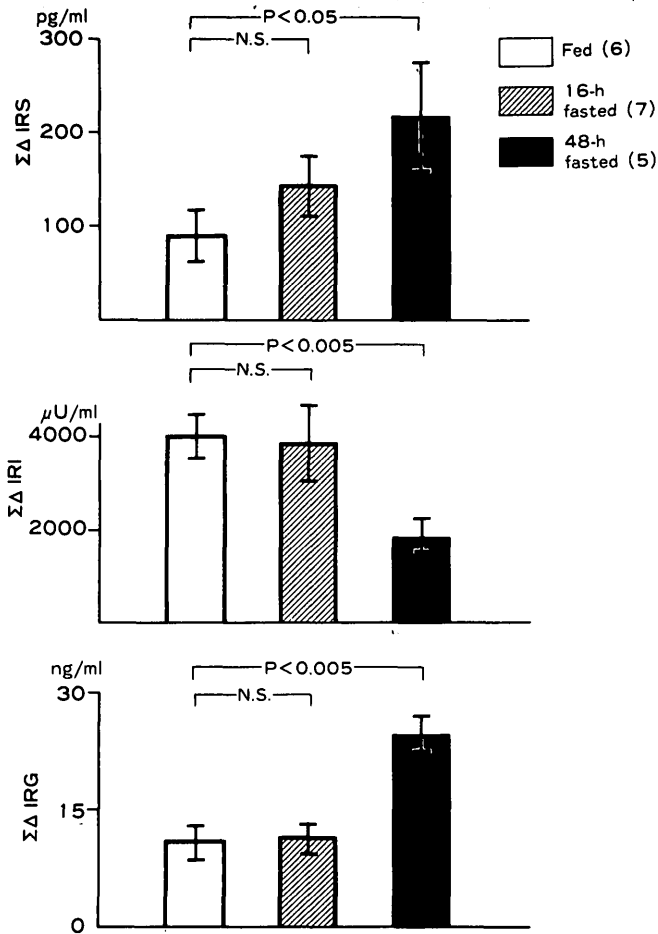 pg/ml
P<0.05
N.S.
300
200
100
ΣΔ IRS
Fed (6)
16-h
fasted (7)
48-h
fasted (5)
P<0.005
N.S.
μU/ml
4000
2000
ΣΔ IRI
ng/ml
P<0.005
N.S.
30
15
0
ΣΔ IRG